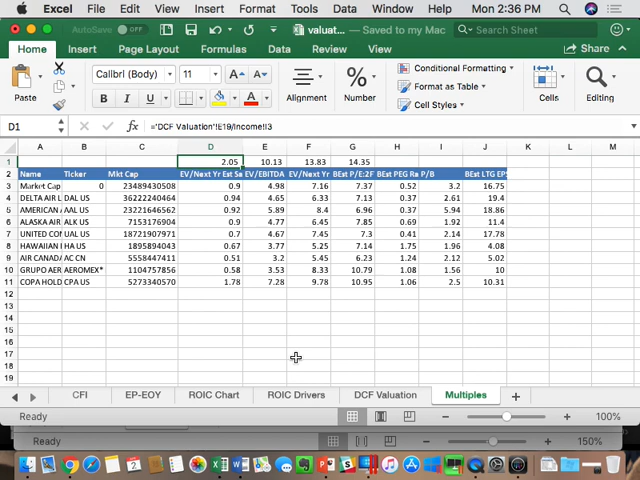 Excel File Edit View Insert Format Tools Data Window Help Mon 2:36 PM
AutoSave OFF valuat... — Saved to my Mac Search Sheet
Home Insert Page Layout Formulas Data Review View Share
Paste Calibri (Body) 11 A A Alignment % Number Conditional Formatting Format as Table Cell Styles Cells Editing
B I U A
D1 fx ='DCF Valuation'!E19/Income!I3
A B C D E F G H I J K L M
1 2.05 10.13 13.83 14.35
2 Name Ticker Mkt Cap EV/Next Yr Est Sa EV/EBITDA EV/Next Yr BEst P/E:2F BEst PEG Ra P/B BEst LTG EPS
3 Market Cap 0 23489430508 0.9 4.98 7.16 7.37 0.52 3.2 16.75
4 DELTA AIR L DAL US 36222240464 0.94 4.65 6.33 7.13 0.37 2.61 19.4
5 AMERICAN A AAL US 23221646562 0.92 5.89 8.4 6.96 0.37 5.94 18.86
6 ALASKA AIR ALK US 7153176904 0.9 4.77 6.45 7.85 0.69 1.92 11.4
7 UNITED CON UAL US 18721907971 0.7 4.67 7.45 7.3 0.41 2.14 17.78
8 HAWAIIAN H HA US 1895894043 0.67 3.77 5.25 7.14 1.75 1.96 4.08
9 AIR CANADA AC CN 5558447411 0.51 3.2 5.45 6.23 1.24 2.12 5.02
10 GRUPO AER AEROMEX* 1104757856 0.58 3.53 8.33 10.79 1.08 1.56 10
11 COPA HOLD CPA US 5273340570 1.78 7.28 9.78 10.95 1.06 2.5 10.31
12
13
14
15
16
17
18
19
CFI EP-EOY ROIC Chart ROIC Drivers DCF Valuation Multiples +
Ready 100%
Ready 150%